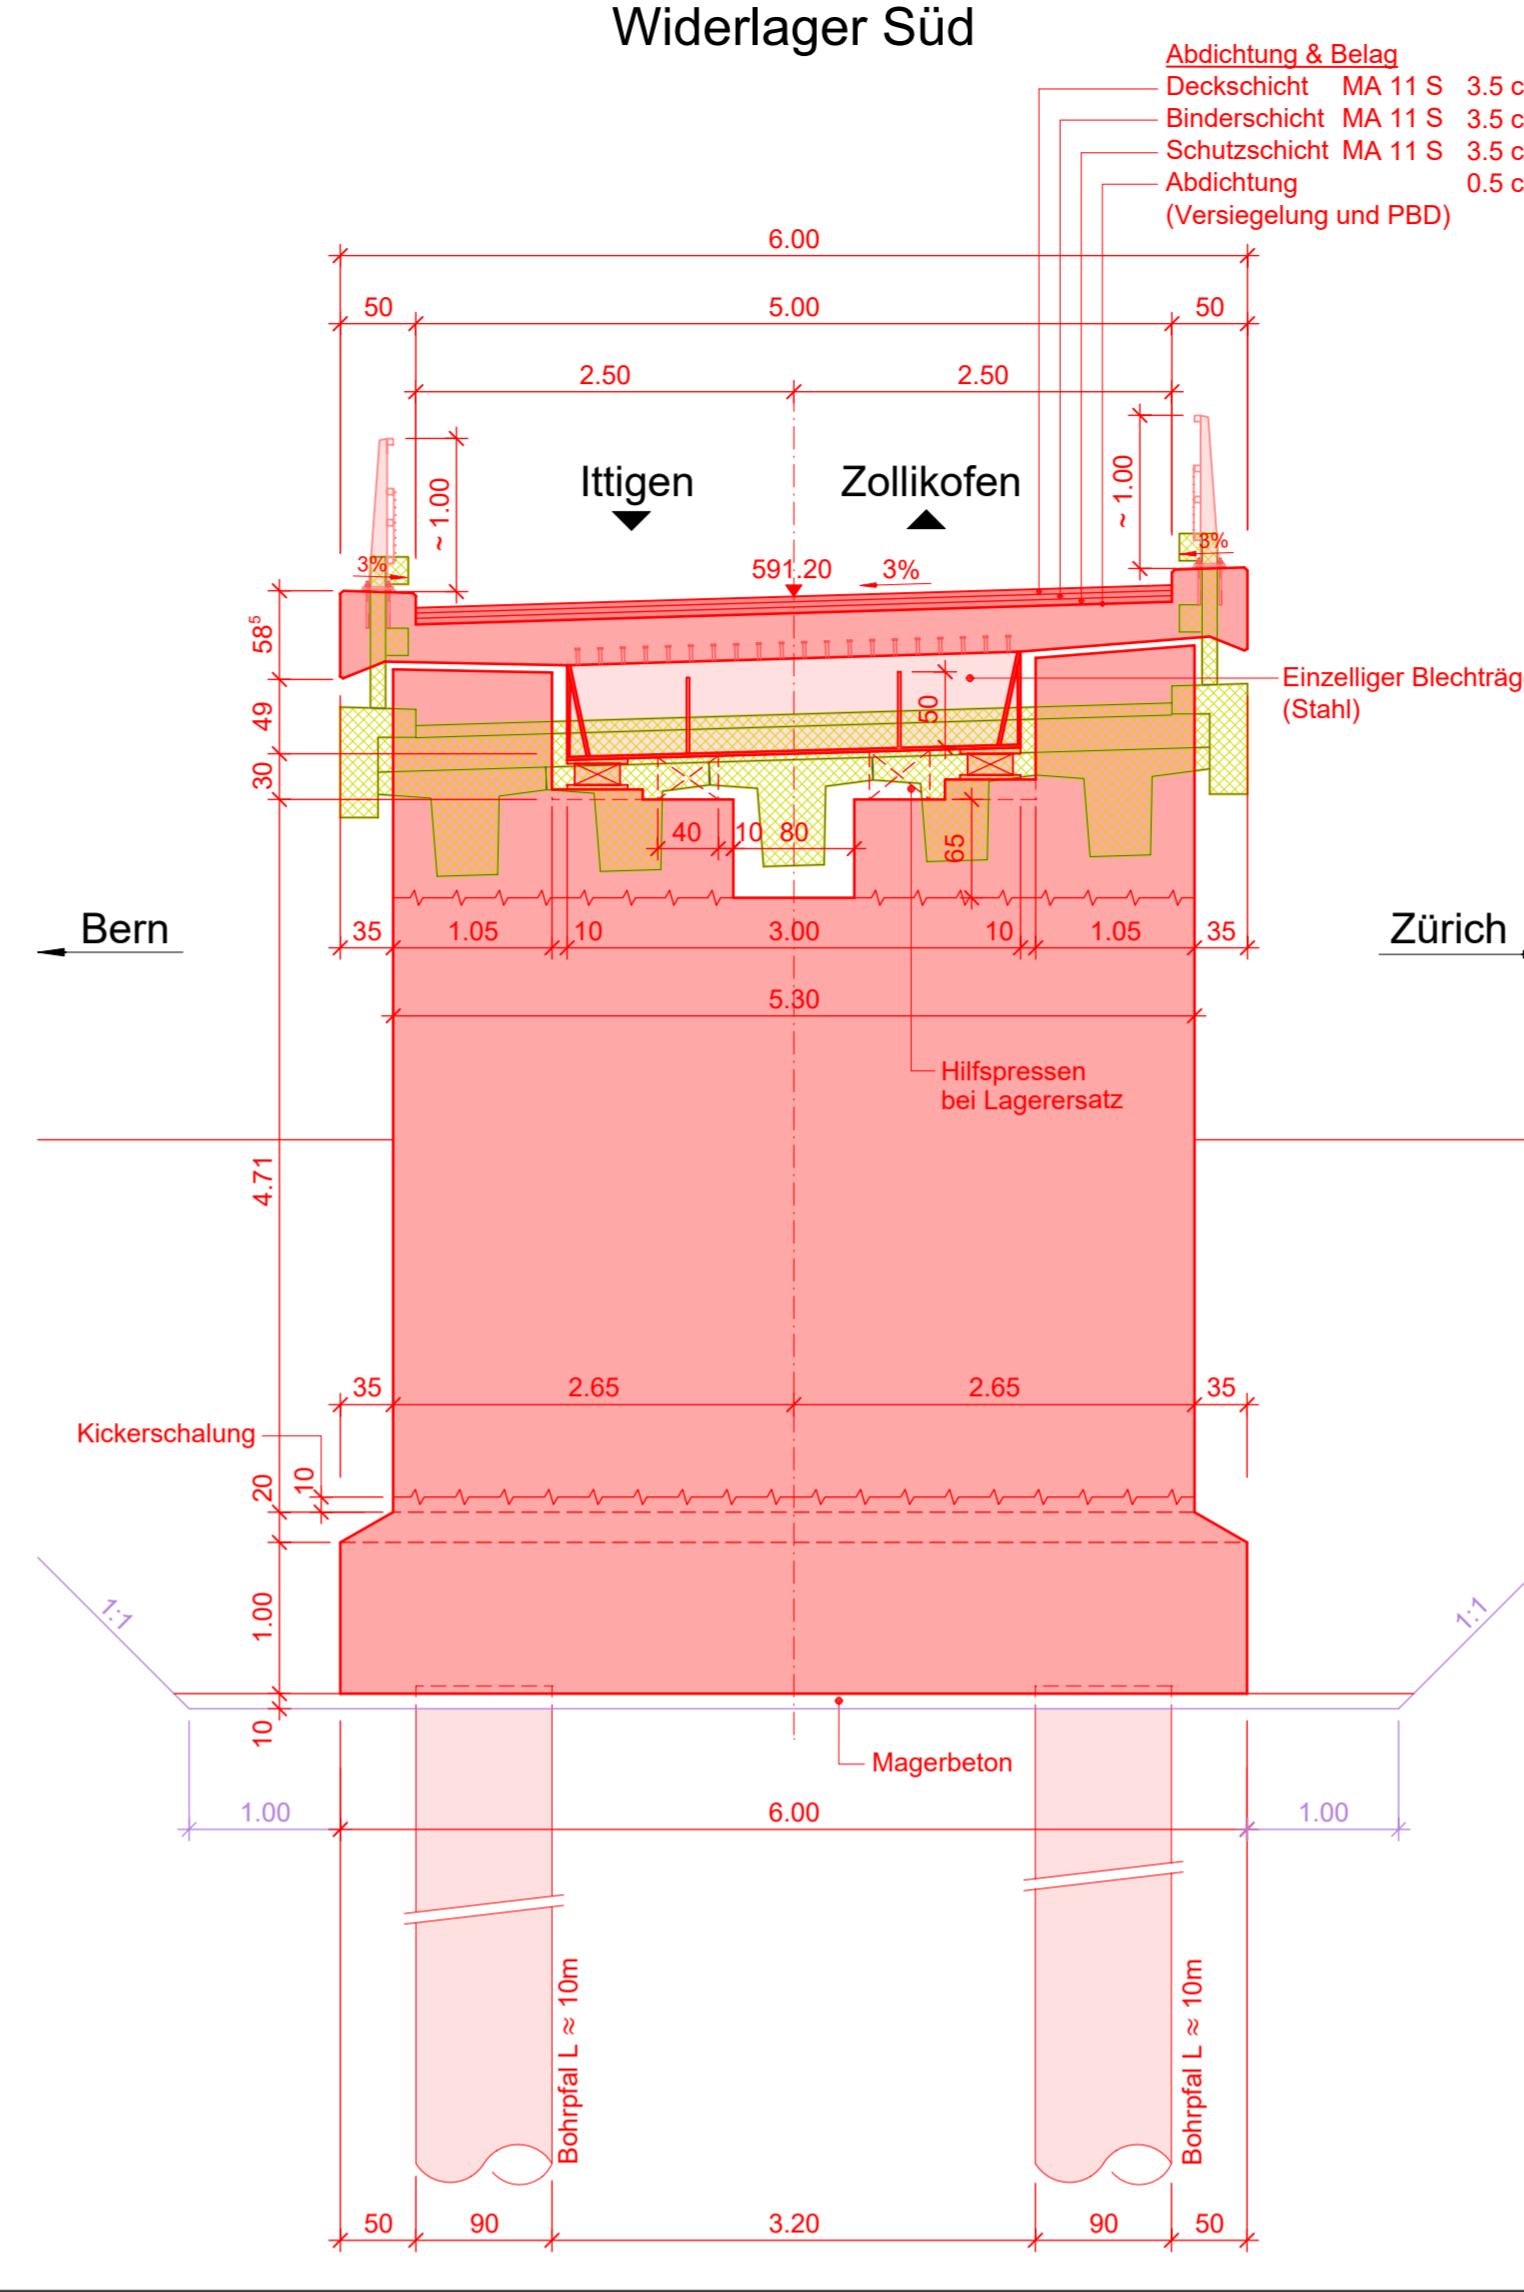 Widerlager Süd
Abdichtung & Belag
Deckschicht MA 11 S 3.5 c
Binderschicht MA 11 S 3.5 c
Schutzschicht MA 11 S 3.5 c
Abdichtung 0.5 c
(Versiegelung und PBD)
6.00
50 5.00 50
2.50 2.50
~ 1.00
Ittigen Zollikofen
~ 1.00
3% 591.20 3% 3%
58⁵
49
30
50
Einzelliger Blechträg
(Stahl)
40 10 80 65
Bern Zürich
35 1.05 10 3.00 10 1.05 35
5.30
Hilfspressen
bei Lagerersatz
4.71
35 2.65 2.65 35
Kickerschalung
20 10
1.00
1:1 1:1
10
Magerbeton
1.00 6.00 1.00
Bohrpfal L ≈ 10m
Bohrpfal L ≈ 10m
50 90 3.20 90 50